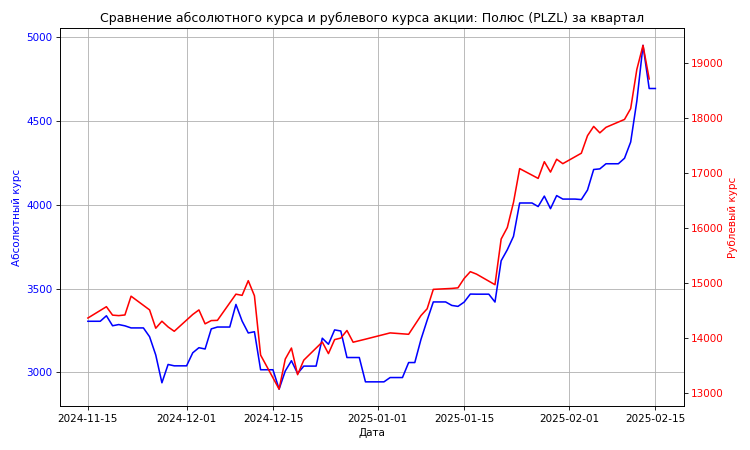 Сравнение абсолютного курса и рублевого курса акции: Полюс (PLZL) за квартал
5000
4500
4000
3500
3000
Абсолютный курс
19000
18000
17000
16000
15000
14000
13000
Рублевый курс
2024-11-15 2024-12-01 2024-12-15 2025-01-01 2025-01-15 2025-02-01 2025-02-15
Дата